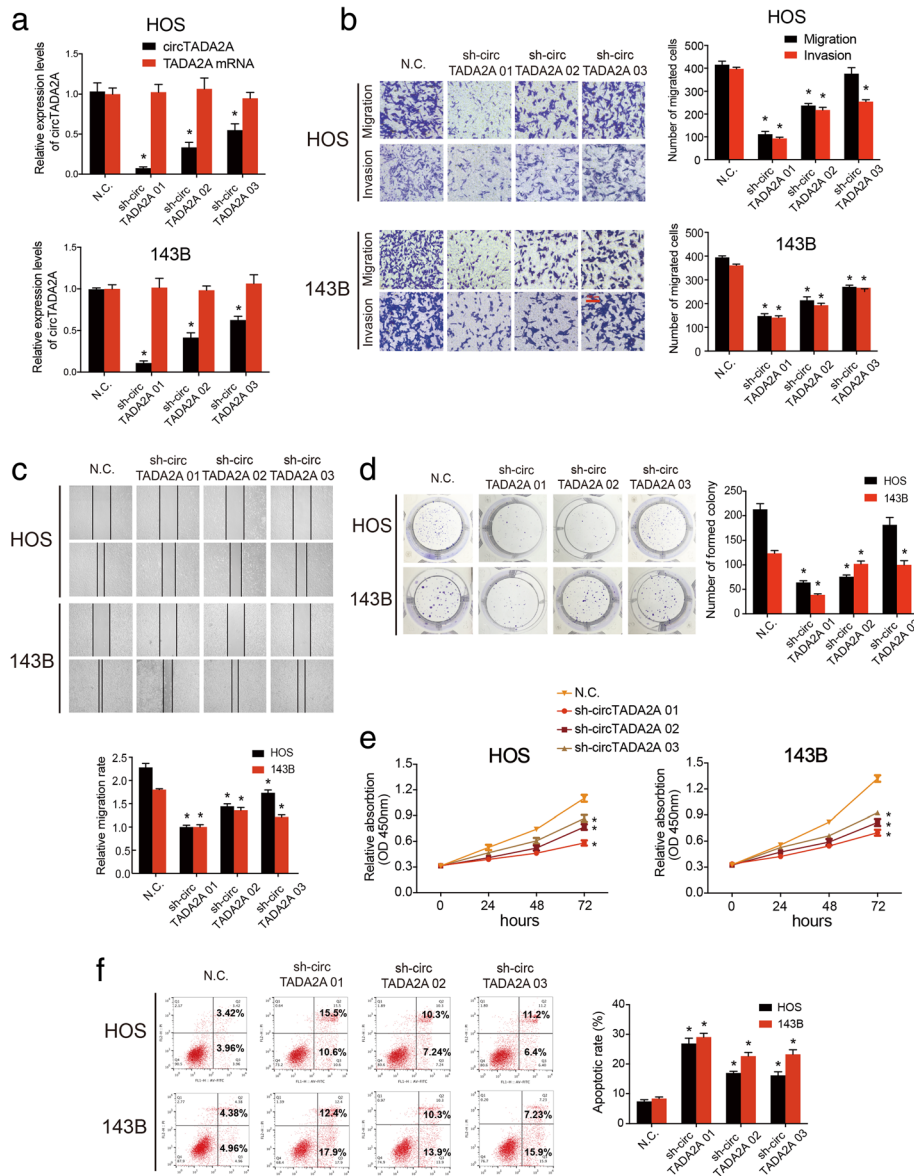 a
HOS
circTADA2A
TADA2A mRNA
Relative expression levels
of circTADA2A
1.5
1.0
0.5
0.0
*
*
*
N.C.
sh-circ
TADA2A 01
sh-circ
TADA2A 02
sh-circ
TADA2A 03
143B
Relative expression levels
of circTADA2A
1.5
1.0
0.5
0.0
*
*
*
N.C.
sh-circ
TADA2A 01
sh-circ
TADA2A 02
sh-circ
TADA2A 03
b
N.C.
sh-circ
TADA2A 01
sh-circ
TADA2A 02
sh-circ
TADA2A 03
HOS
Migration
Invasion
143B
Migration
Invasion
HOS
Migration
Invasion
Number of migrated cells
500
400
300
200
100
0
* *
* *
*
N.C.
sh-circ
TADA2A 01
sh-circ
TADA2A 02
sh-circ
TADA2A 03
143B
Number of migrated cells
500
400
300
200
100
0
* *
* *
* *
N.C.
sh-circ
TADA2A 01
sh-circ
TADA2A 02
sh-circ
TADA2A 03
c
N.C.
sh-circ
TADA2A 01
sh-circ
TADA2A 02
sh-circ
TADA2A 03
HOS
143B
HOS
143B
Relative migration rate
2.5
2.0
1.5
1.0
0.5
0.0
* *
* *
* *
N.C.
sh-circ
TADA2A 01
sh-circ
TADA2A 02
sh-circ
TADA2A 03
d
N.C.
sh-circ
TADA2A 01
sh-circ
TADA2A 02
sh-circ
TADA2A 03
HOS
143B
HOS
143B
Number of formed colony
250
200
150
100
50
0
* *
* *
*
N.C.
sh-circ
TADA2A 01
sh-circ
TADA2A 02
sh-circ
TADA2A 03
e
N.C.
sh-circTADA2A 01
sh-circTADA2A 02
sh-circTADA2A 03
HOS
Relative absorbtion
(OD 450nm)
1.5
1.2
0.9
0.6
0.3
0.0
*
*
*
0 24 48 72
hours
143B
Relative absorbtion
(OD 450nm)
1.5
1.2
0.9
0.6
0.3
0.0
*
*
*
0 24 48 72
hours
f
N.C.
sh-circ
TADA2A 01
sh-circ
TADA2A 02
sh-circ
TADA2A 03
HOS
3.42%
3.96%
15.5%
10.6%
10.3%
7.24%
11.2%
6.4%
143B
4.38%
4.96%
12.4%
17.9%
10.3%
13.9%
7.23%
15.9%
HOS
143B
Apoptotic rate (%)
40
30
20
10
0
* *
* *
* *
N.C.
sh-circ
TADA2A 01
sh-circ
TADA2A 02
sh-circ
TADA2A 03